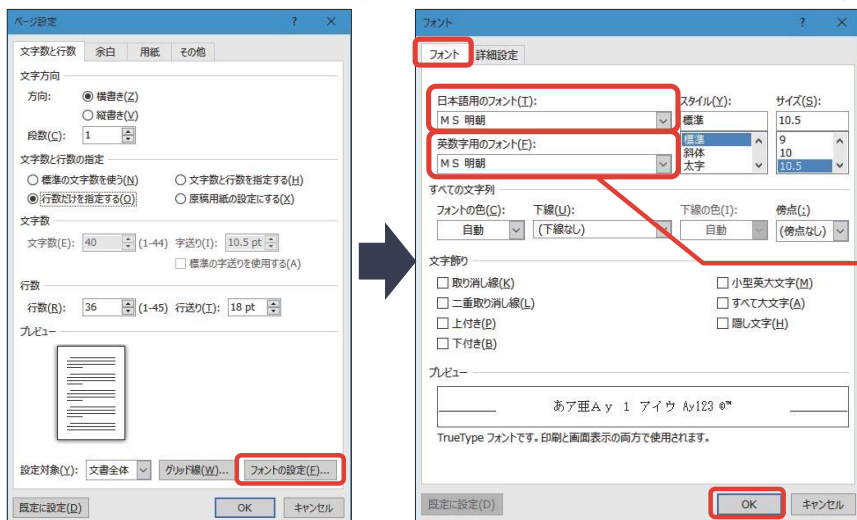 ページ設定 ? ×
文字数と行数 余白 用紙 その他
文字方向
方向: 横書き(Z)
縦書き(V)
段数(C): 1
文字数と行数の指定
標準の文字数を使う(N) 文字数と行数を指定する(H)
行数だけを指定する(O) 原稿用紙の設定にする(X)
文字数
文字数(E): 40 (1-44) 字送り(I): 10.5 pt
標準の字送りを使用する(A)
行数
行数(R): 36 (1-45) 行送り(T): 18 pt
プレビュー
設定対象(Y): 文書全体 グリッド線(W)... フォントの設定(F)...
既定に設定(D) OK キャンセル
フォント ? ×
フォント 詳細設定
日本語用のフォント(T): スタイル(Y): サイズ(S):
ＭＳ 明朝 標準 10.5
英数字用のフォント(F): 標準 9
斜体 10
ＭＳ 明朝 太字 10.5
すべての文字列
フォントの色(C): 下線(U): 下線の色(I): 傍点(:)
自動 (下線なし) 自動 (傍点なし)
文字飾り
取り消し線(K) 小型英大文字(M)
二重取り消し線(L) すべて大文字(A)
上付き(P) 隠し文字(H)
下付き(B)
プレビュー
あア亜Ａｙ １ アイウ Ay123 ©™
TrueType フォントです。印刷と画面表示の両方で使用されます。
既定に設定(D) OK キャンセル